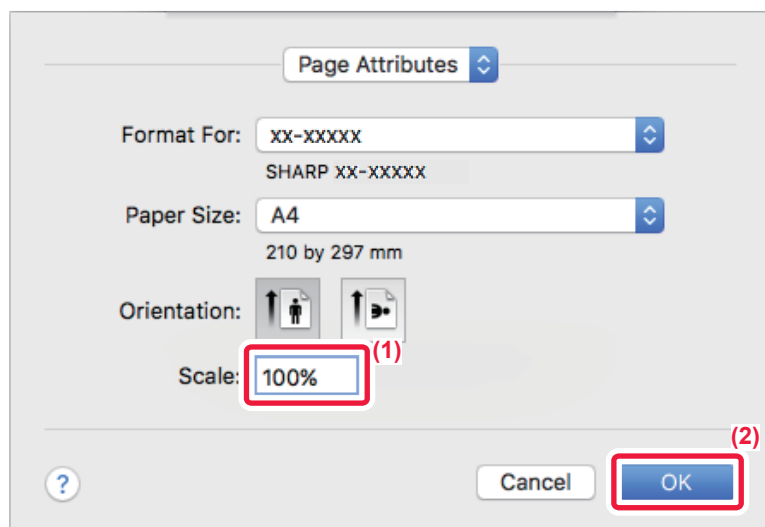 Page Attributes
Format For: xx-xxxxx
SHARP xx-xxxxx
Paper Size: A4
210 by 297 mm
Orientation:
(1)
Scale: 100%
(2)
? Cancel OK